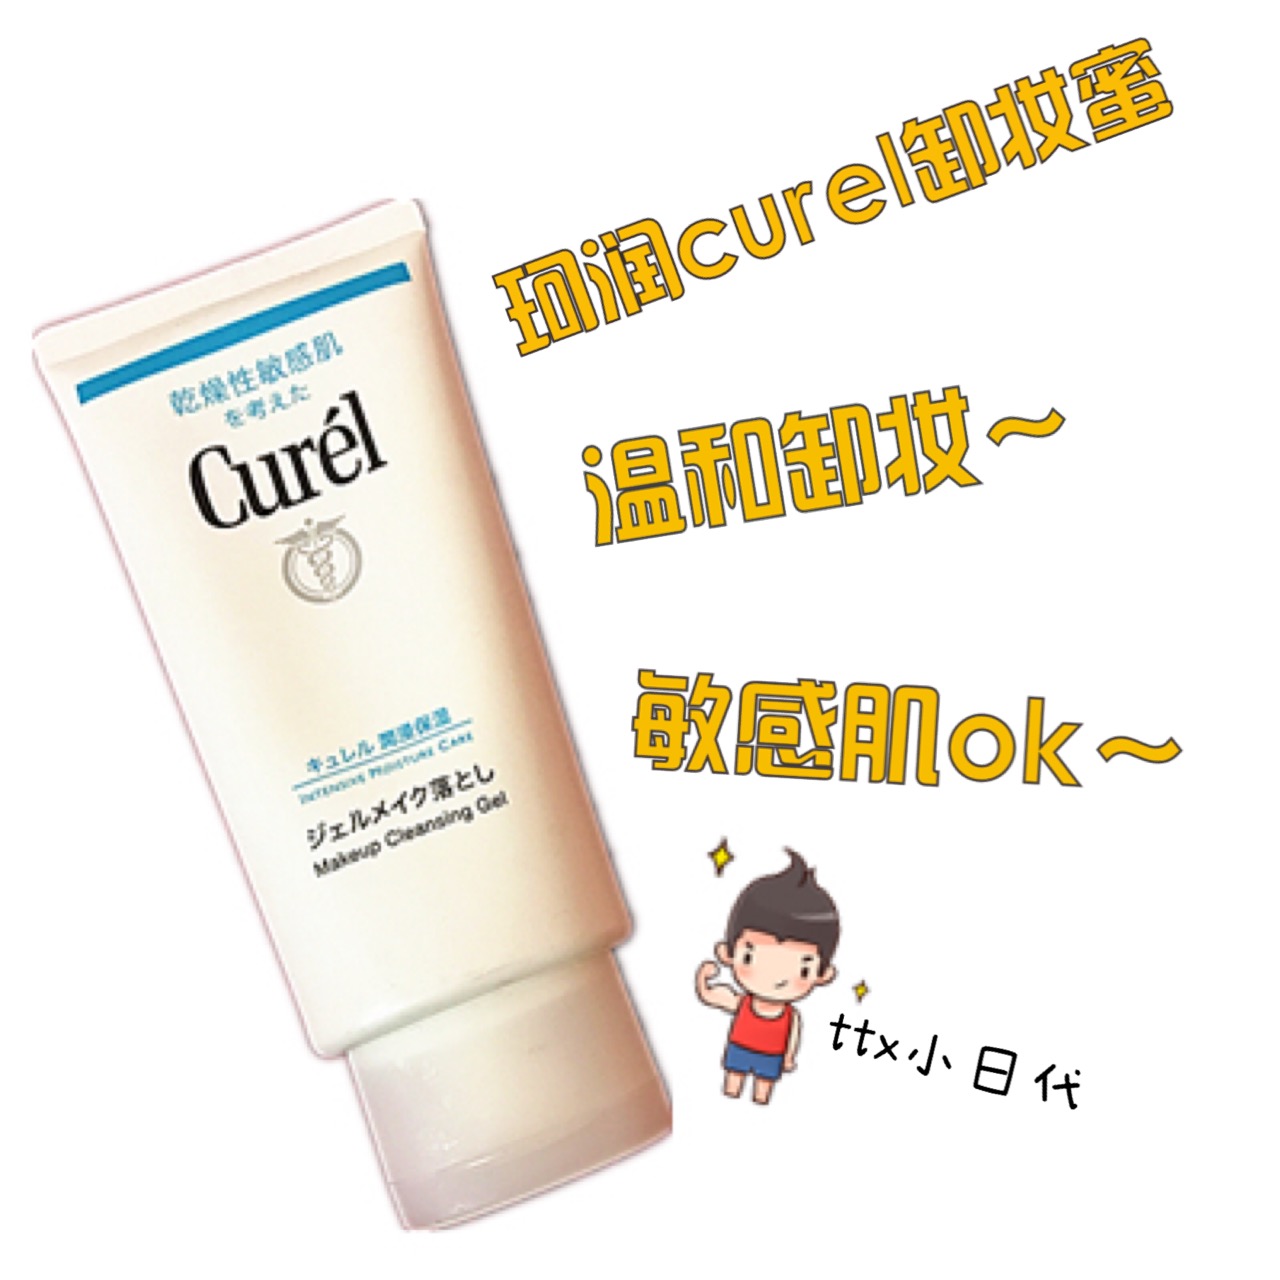 珂润curel卸妆蜜
温和卸妆~
敏感肌ok~
乾燥性敏感肌
を考えた
Curél
キュレル 潤浸保湿
INTENSIVE MOISTURE CARE
ジェルメイク落とし
Makeup Cleansing Gel
ttx小日代